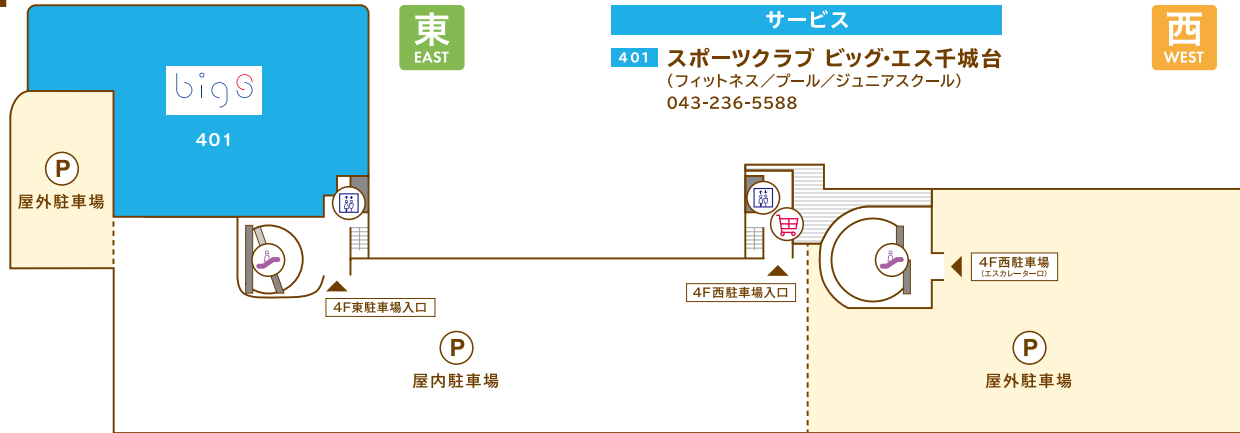 東
EAST
サービス
西
WEST
401 スポーツクラブ ビッグ・エス千城台
(フィットネス／プール／ジュニアスクール)
043-236-5588
bigS
401
P
屋外駐車場
4F西駐車場
(エスカレーター口)
4F西駐車場入口
4F東駐車場入口
P
屋内駐車場
P
屋外駐車場